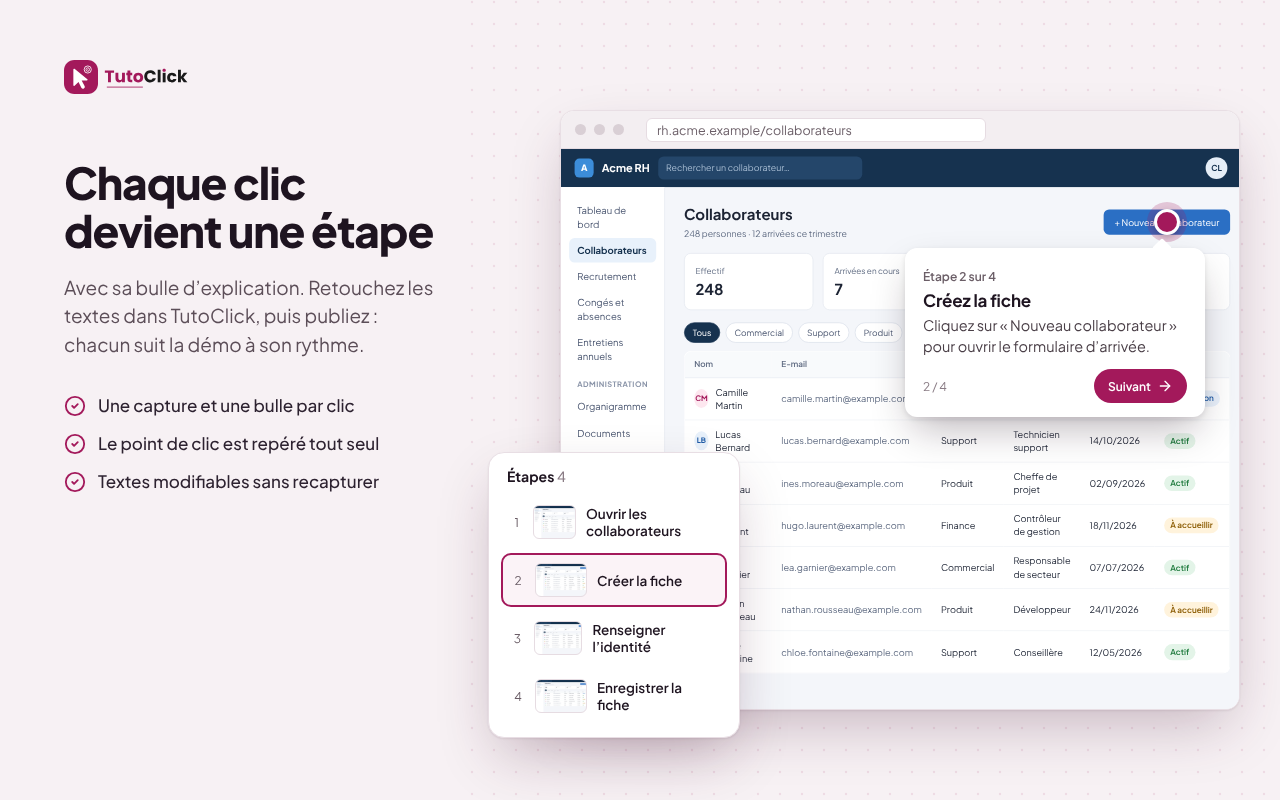 TutoClick
Chaque clic
devient une étape
Avec sa bulle d’explication. Retouchez les
textes dans TutoClick, puis publiez :
chacun suit la démo à son rythme.
Une capture et une bulle par clic
Le point de clic est repéré tout seul
Textes modifiables sans recapturer
rh.acme.example/collaborateurs
A Acme RH Rechercher un collaborateur... CL
Tableau de
bord
Collaborateurs
Recrutement
Congés et
absences
Entretiens
annuels
ADMINISTRATION
Organigramme
Documents
Collaborateurs
248 personnes · 12 arrivées ce trimestre
Effectif
248
Arrivées en cours
7
Tous Commercial Support Produit
Nom E-mail
CM Camille
Martin
camille.martin@example.com
LB Lucas
Bernard
lucas.bernard@example.com Support Technicien
support
14/10/2026 Actif
ines.moreau@example.com Produit Cheffe de
projet
02/09/2026 Actif
hugo.laurent@example.com Finance Contrôleur
de gestion
18/11/2026 À accueillir
lea.garnier@example.com Commercial Responsable
de secteur
07/07/2026 Actif
nathan.rousseau@example.com Produit Développeur 24/11/2026 À accueillir
chloe.fontaine@example.com Support Conseillère 12/05/2026 Actif
Étape 2 sur 4
Créez la fiche
Cliquez sur « Nouveau collaborateur »
pour ouvrir le formulaire d’arrivée.
2 / 4 Suivant
Étapes 4
1 Ouvrir les
collaborateurs
2 Créer la fiche
3 Renseigner
l’identité
4 Enregistrer la
fiche